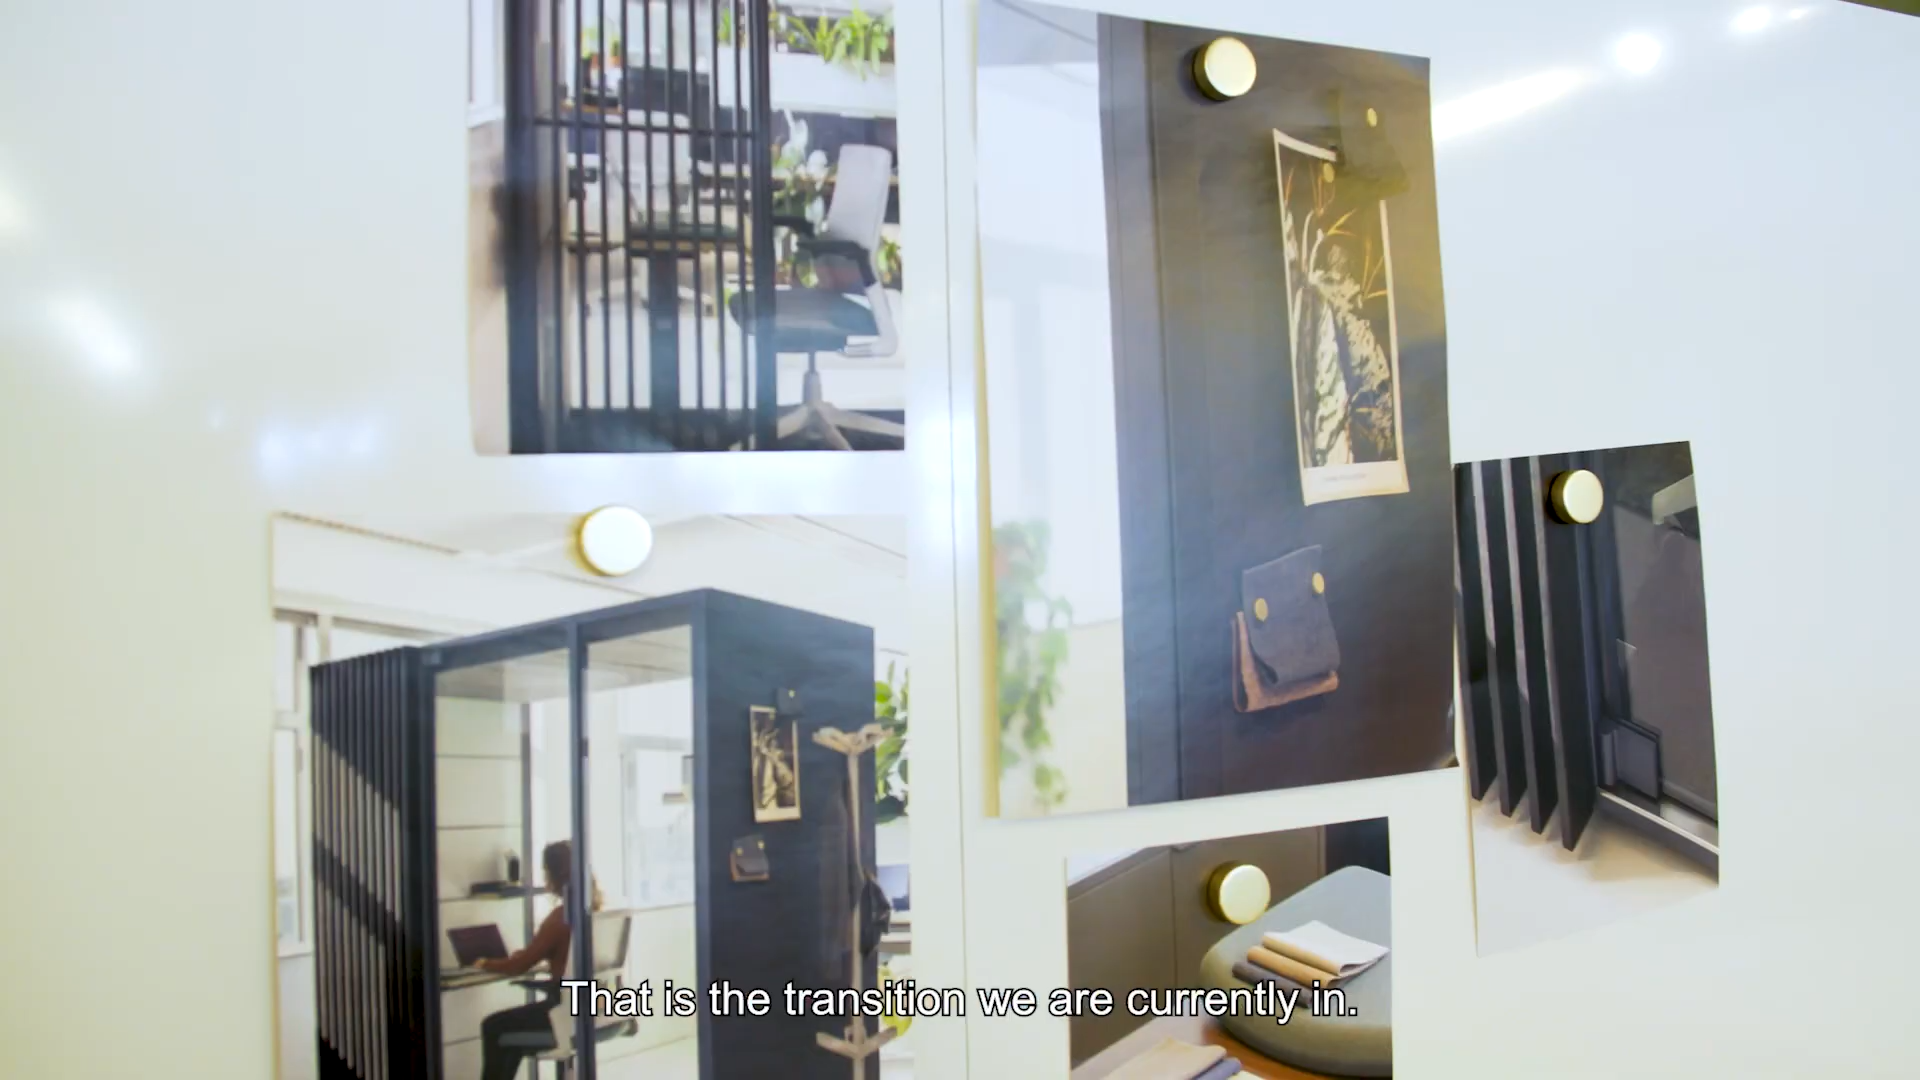 That is the transition we are currently in.